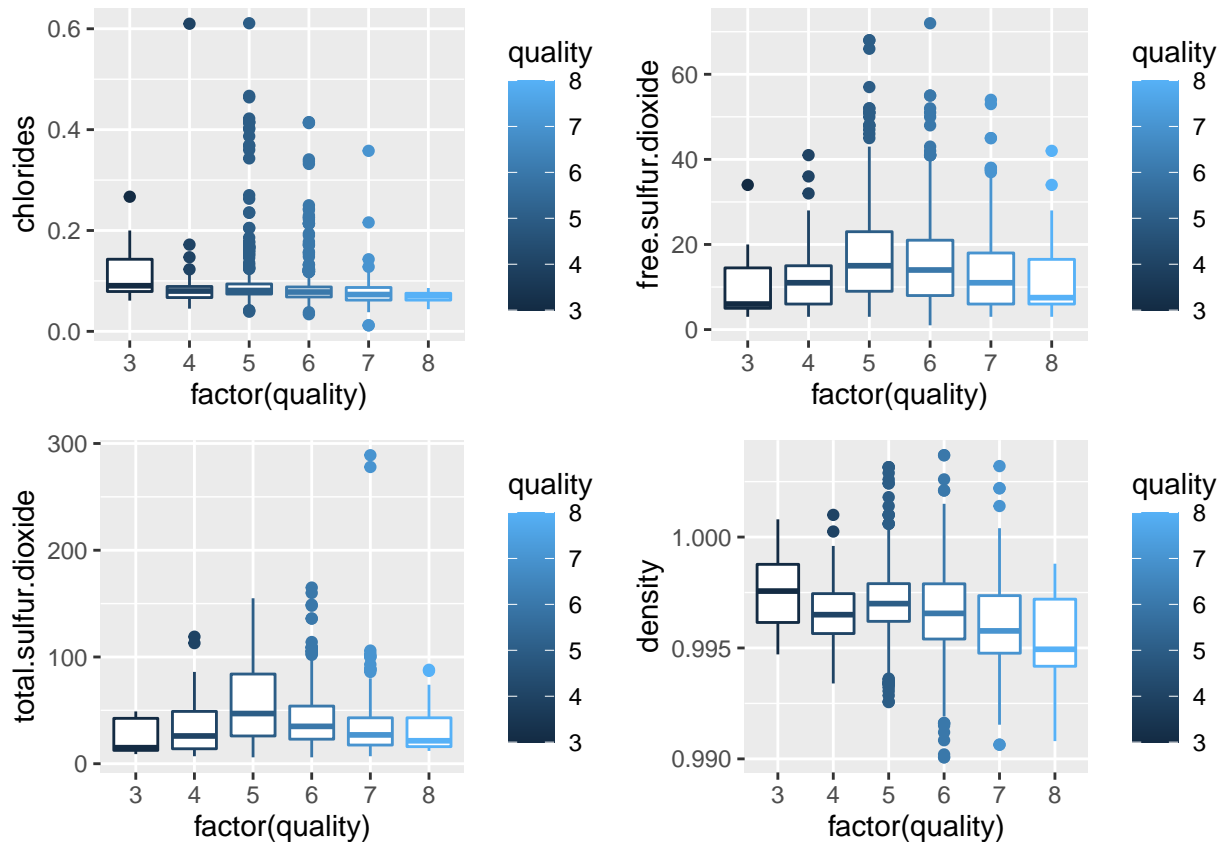 chlorides
0.6
0.4
0.2
0.0
3 4 5 6 7 8
factor(quality)
quality
8
7
6
5
4
3
free.sulfur.dioxide
60
40
20
0
3 4 5 6 7 8
factor(quality)
quality
8
7
6
5
4
3
total.sulfur.dioxide
300
200
100
0
3 4 5 6 7 8
factor(quality)
quality
8
7
6
5
4
3
density
1.000
0.995
0.990
3 4 5 6 7 8
factor(quality)
quality
8
7
6
5
4
3